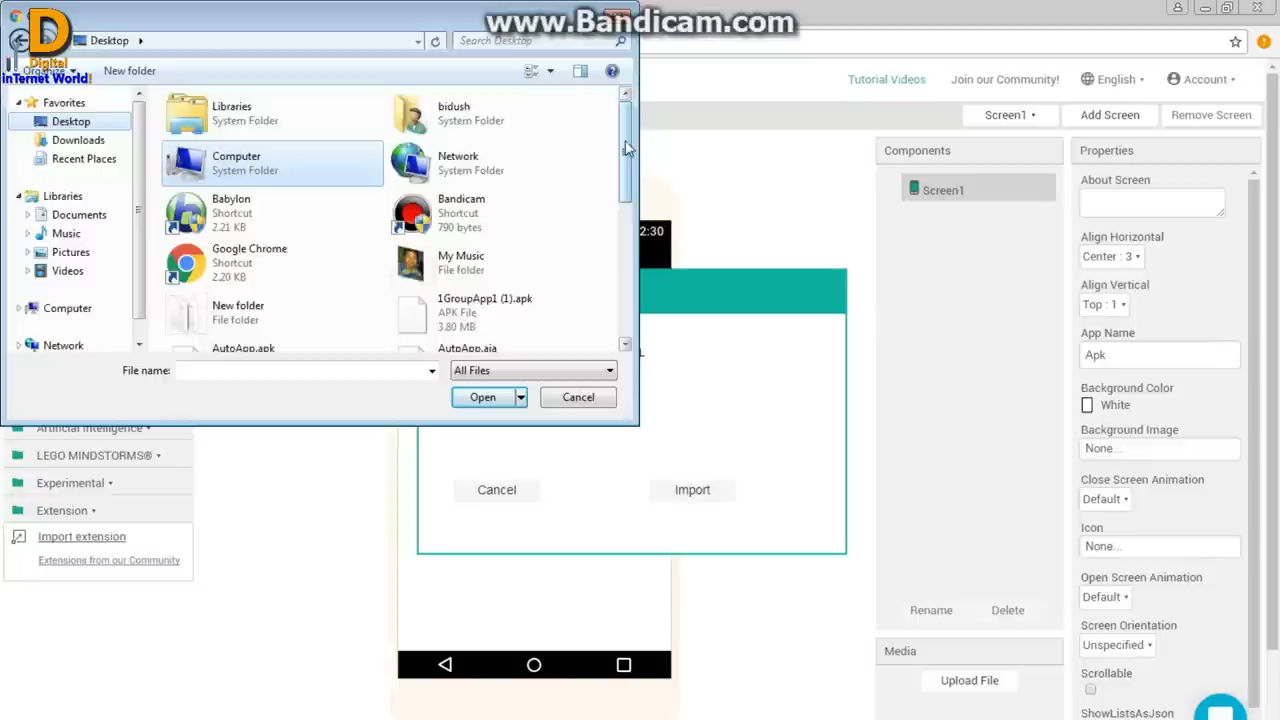 www.Bandicam.com
Digital
inTernet World!
Desktop
Search Desktop
New folder
Favorites
Desktop
Downloads
Recent Places
Libraries
Documents
Music
Pictures
Videos
Computer
Network
Libraries
System Folder
bidush
System Folder
Computer
System Folder
Network
System Folder
Babylon
Shortcut
2.21 KB
Bandicam
Shortcut
790 bytes
Google Chrome
Shortcut
2.20 KB
My Music
File folder
New folder
File folder
1GroupApp1 (1).apk
APK File
3.80 MB
AutoApp.apk
AutoApp.aia
File name:
All Files
Open
Cancel
Tutorial Videos
Join our Community!
English
Account
Screen1
Add Screen
Remove Screen
2:30
Cancel
Import
Artificial Intelligence
LEGO MINDSTORMS®
Experimental
Extension
Import extension
Extensions from our Community
Components
Screen1
Rename
Delete
Media
Upload File
Properties
About Screen
Align Horizontal
Center : 3
Align Vertical
Top : 1
App Name
Apk
Background Color
White
Background Image
None...
Close Screen Animation
Default
Icon
None...
Open Screen Animation
Default
Screen Orientation
Unspecified
Scrollable
ShowListsAsJson